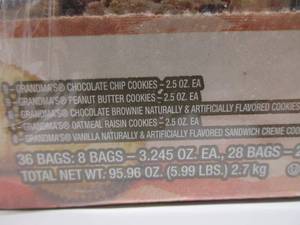 GRANDMA'S® CHOCOLATE CHIP COOKIES - 2.5 OZ. EA
GRANDMA'S® PEANUT BUTTER COOKIES - 2.5 OZ. EA
GRANDMA'S® CHOCOLATE BROWNIE NATURALLY & ARTIFICIALLY FLAVORED COOKIES
GRANDMA'S® OATMEAL RAISIN COOKIES - 2.5 OZ. EA
GRANDMA'S® VANILLA NATURALLY & ARTIFICIALLY FLAVORED SANDWICH CREME COO
36 BAGS: 8 BAGS - 3.245 OZ. EA., 28 BAGS - 2
TOTAL NET WT: 95.96 OZ. (5.99 LBS.) 2.7 kg